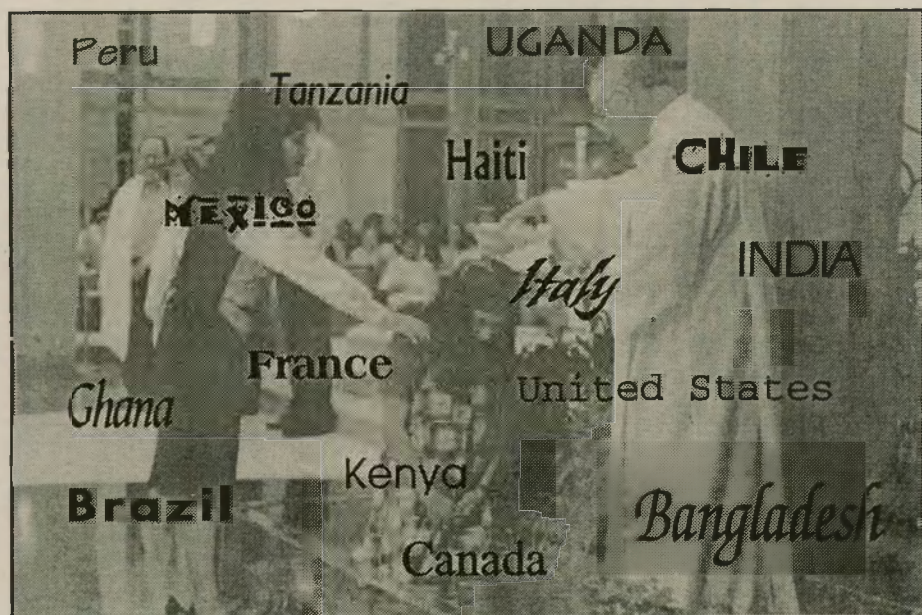 Peru
UGANDA
Tanzania
Haiti
CHILE
MEXICO
INDIA
Italy
France
United States
Ghana
Kenya
Brazil
Bangladesh
Canada